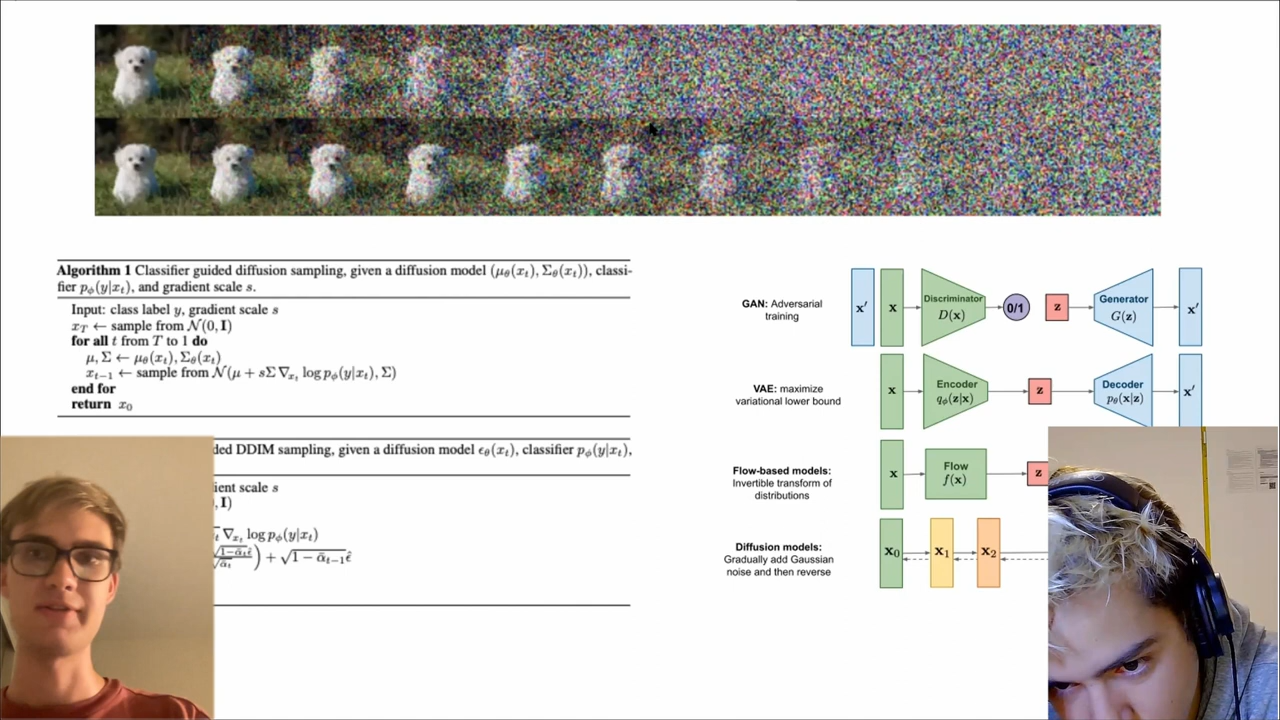 Algorithm 1 Classifier guided diffusion sampling, given a diffusion model (μθ(xt), Σθ(xt)), classi-
fier pϕ(y|xt), and gradient scale s.
Input: class label y, gradient scale s
xT ← sample from 𝒩(0, I)
for all t from T to 1 do
μ, Σ ← μθ(xt), Σθ(xt)
xt−1 ← sample from 𝒩(μ + sΣ ∇xt log pϕ(y|xt), Σ)
end for
return x0
ded DDIM sampling, given a diffusion model ϵθ(xt), classifier pϕ(y|xt),
ient scale s
, I)
∇xt log pϕ(y|xt)
) + √1 − ᾱt−1 ϵ̂
GAN: Adversarial
training
x′ x Discriminator
D(x) 0/1 z Generator
G(z) x′
VAE: maximize
variational lower bound
x Encoder
qϕ(z|x) z Decoder
pθ(x|z) x′
Flow-based models:
Invertible transform of
distributions
x Flow
f(x) z
Diffusion models:
Gradually add Gaussian
noise and then reverse
x0 x1 x2